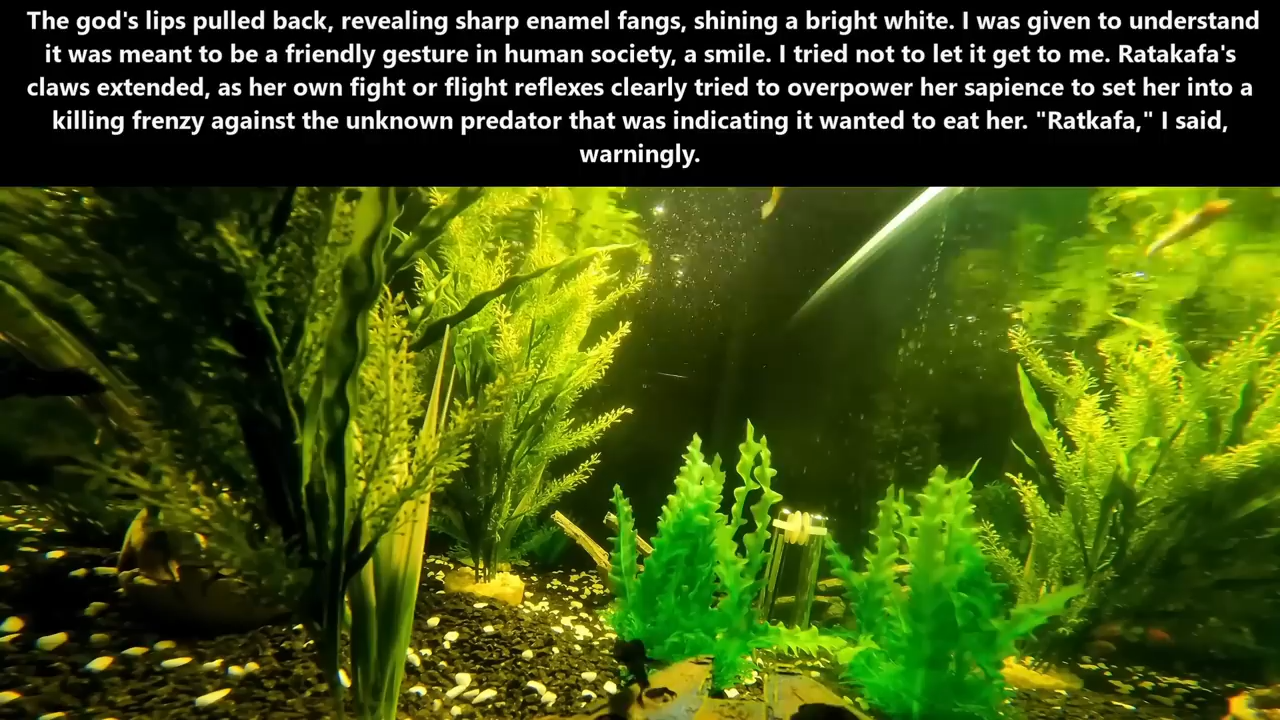 The god's lips pulled back, revealing sharp enamel fangs, shining a bright white. I was given to understand
it was meant to be a friendly gesture in human society, a smile. I tried not to let it get to me. Ratakafa's
claws extended, as her own fight or flight reflexes clearly tried to overpower her sapience to set her into a
killing frenzy against the unknown predator that was indicating it wanted to eat her. "Ratkafa," I said,
warningly.